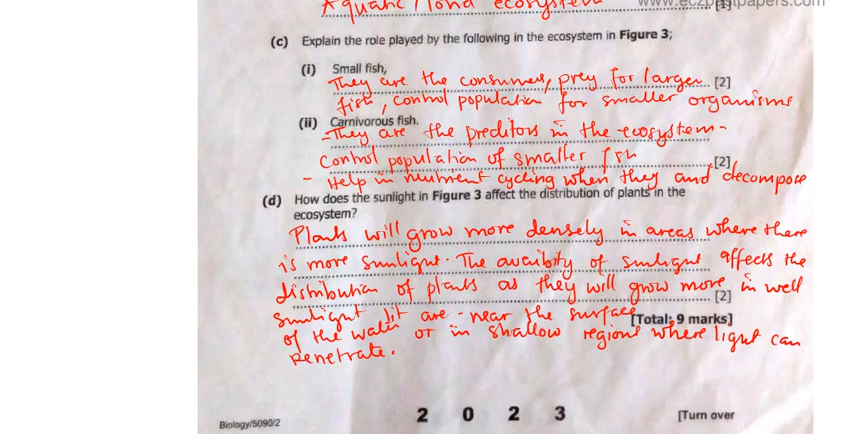 Aquatic / Pond ecosystem [1]
www.eczpastpapers.com
(c) Explain the role played by the following in the ecosystem in Figure 3;
(i) Small fish,
They are the consumers, prey for larger [2]
fish, control population for smaller organisms
(ii) Carnivorous fish.
- They are the preditors in the ecosystem -
Control population of smaller fish [2]
- Help in nutrient cycling when they and decompose
(d) How does the sunlight in Figure 3 affect the distribution of plants in the
ecosystem?
Plants will grow more densely in areas where there
is more sunlight. The avaibity of sunlight affects the
distribution of plants as they will grow more in well [2]
sunlight lit are - near the surface
[Total: 9 marks]
of the water or in shallow regions where light can
penetrate.
Biology/5090/2
2 0 2 3
[Turn over